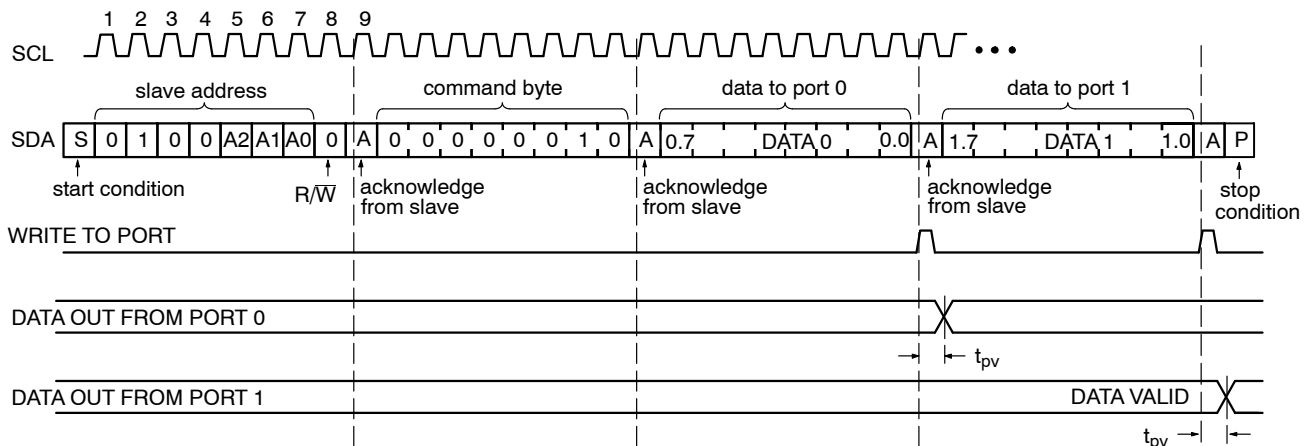 1 2 3 4 5 6 7 8 9
SCL
slave address command byte data to port 0 data to port 1
SDA S 0 1 0 0 A2 A1 A0 0 A 0 0 0 0 0 0 1 0 A 0.7 DATA 0 0.0 A 1.7 DATA 1 1.0 A P
start condition R/W̅ acknowledge from slave acknowledge from slave acknowledge from slave stop condition
WRITE TO PORT
DATA OUT FROM PORT 0
tpv
DATA OUT FROM PORT 1 DATA VALID
tpv